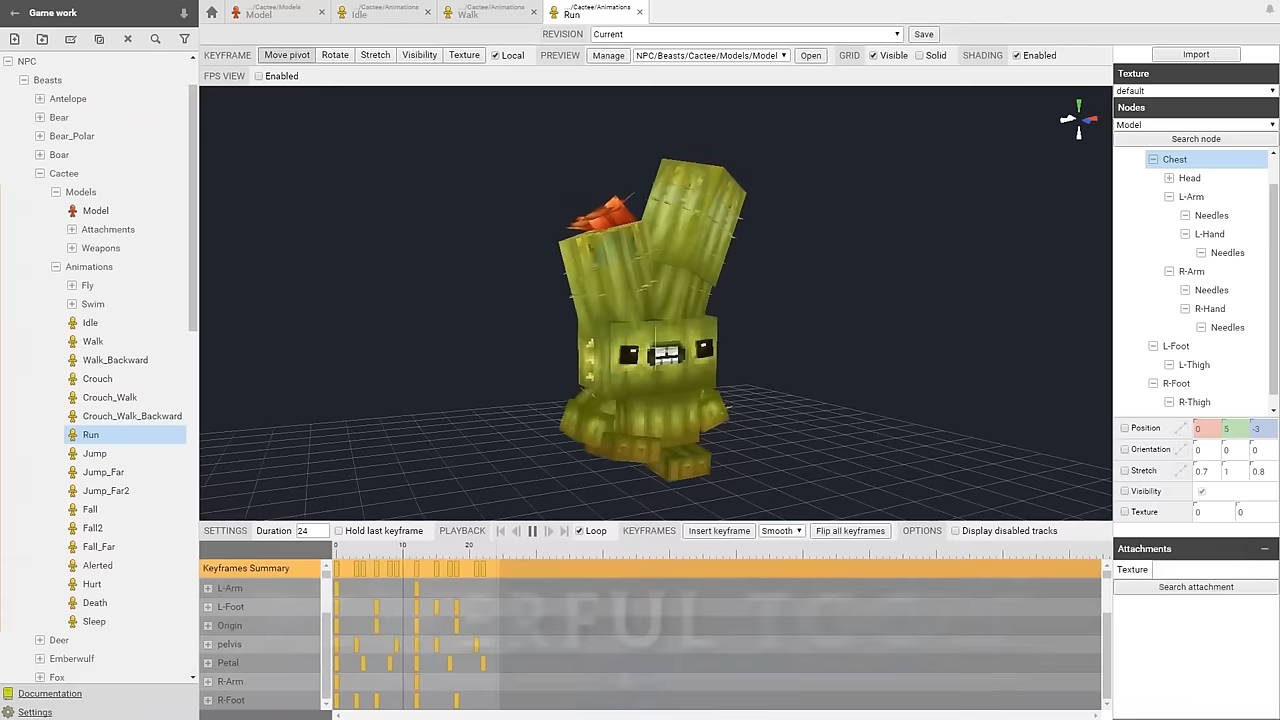 Game work
.../Cactee/Models
Model
.../Cactee/Animations
Idle
.../Cactee/Animations
Walk
.../Cactee/Animations
Run
REVISION Current Save
KEYFRAME Move pivot Rotate Stretch Visibility Texture Local PREVIEW Manage NPC/Beasts/Cactee/Models/Model Open GRID Visible Solid SHADING Enabled
FPS VIEW Enabled
NPC
Beasts
Antelope
Bear
Bear_Polar
Boar
Cactee
Models
Model
Attachments
Weapons
Animations
Fly
Swim
Idle
Walk
Walk_Backward
Crouch
Crouch_Walk
Crouch_Walk_Backward
Run
Jump
Jump_Far
Jump_Far2
Fall
Fall2
Fall_Far
Alerted
Hurt
Death
Sleep
Deer
Emberwulf
Fox
Documentation
Settings
Import
Texture
default
Nodes
Model
Search node
Chest
Head
L-Arm
Needles
L-Hand
Needles
R-Arm
Needles
R-Hand
Needles
L-Foot
L-Thigh
R-Foot
R-Thigh
Position 0 5 -3
Orientation 0 0 0
Stretch 0.7 1 0.8
Visibility
Texture 0 0
Attachments
Texture
Search attachment
SETTINGS Duration 24 Hold last keyframe PLAYBACK Loop KEYFRAMES Insert keyframe Smooth Flip all keyframes OPTIONS Display disabled tracks
0 10 20
Keyframes Summary
L-Arm
L-Foot
Origin
pelvis
Petal
R-Arm
R-Foot